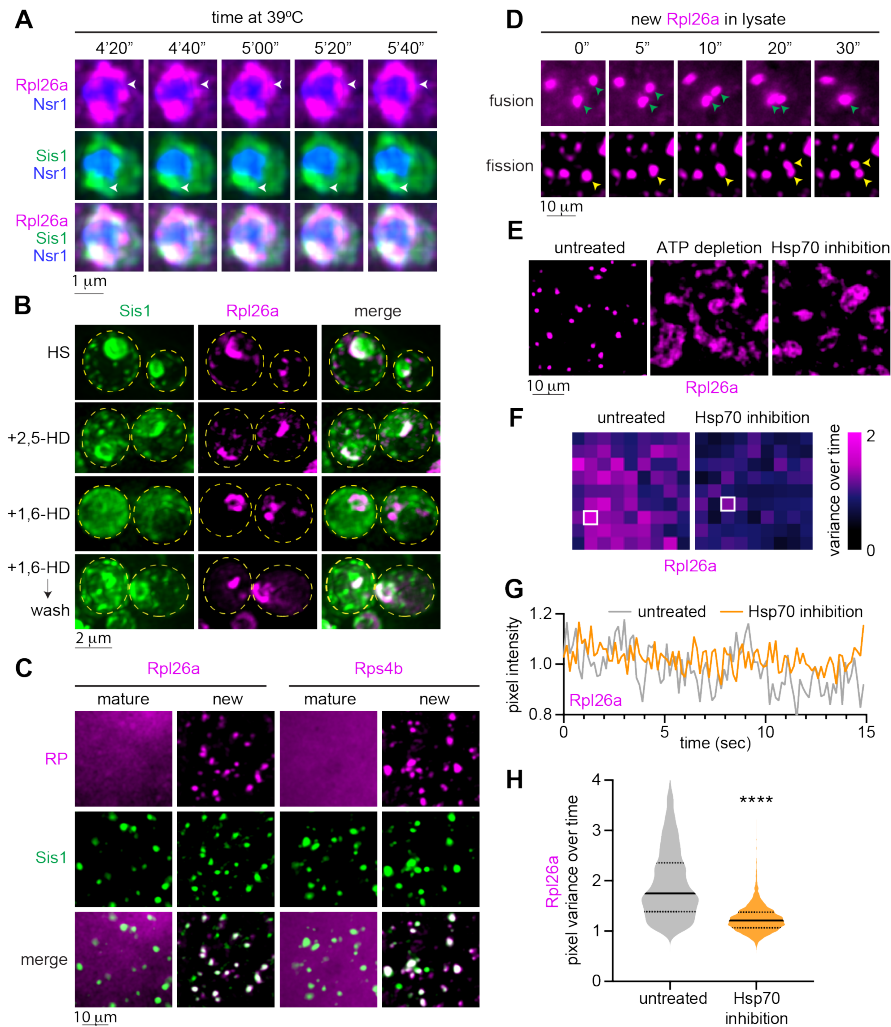 A
time at 39ºC
4'20” 4'40” 5'00” 5'20” 5'40”
Rpl26a
Nsr1
Sis1
Nsr1
Rpl26a
Sis1
Nsr1
1 µm
B
Sis1 Rpl26a merge
HS
+2,5-HD
+1,6-HD
+1,6-HD
wash
2 µm
C
Rpl26a Rps4b
mature new mature new
RP
Sis1
merge
10 µm
D
new Rpl26a in lysate
0” 5” 10” 20” 30”
fusion
fission
10 µm
E
untreated ATP depletion Hsp70 inhibition
10 µm
Rpl26a
F
untreated Hsp70 inhibition
2
variance over time
0
Rpl26a
G
untreated Hsp70 inhibition
pixel intensity
1.2
1.0
0.8
Rpl26a
0 5 10 15
time (sec)
H
Rpl26a
pixel variance over time
4
3
2
1
0
****
untreated Hsp70
inhibition